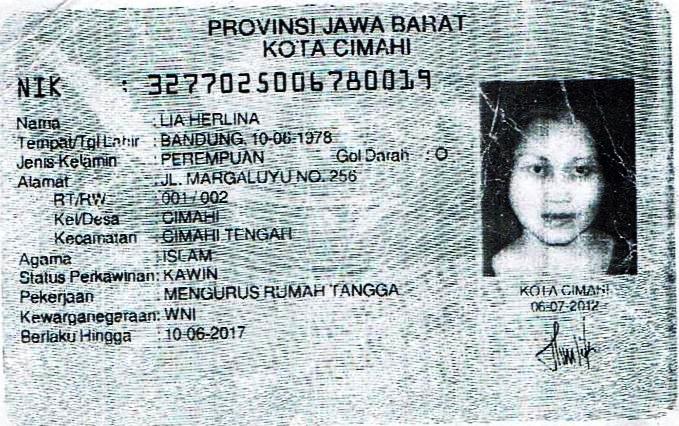 PROVINSI JAWA BARAT
KOTA CIMAHI
NIK : 3277025006780019
Nama : LIA HERLINA
Tempat/Tgl Lahir : BANDUNG, 10-06-1978
Jenis Kelamin : PEREMPUAN Gol Darah : O
Alamat : JL. MARGALUYU NO. 256
RT/RW : 001 / 002
Kel/Desa : CIMAHI
Kecamatan : CIMAHI TENGAH
Agama : ISLAM
Status Perkawinan: KAWIN
Pekerjaan : MENGURUS RUMAH TANGGA
Kewarganegaraan: WNI
Berlaku Hingga : 10-06-2017
KOTA CIMAHI
06-07-2012